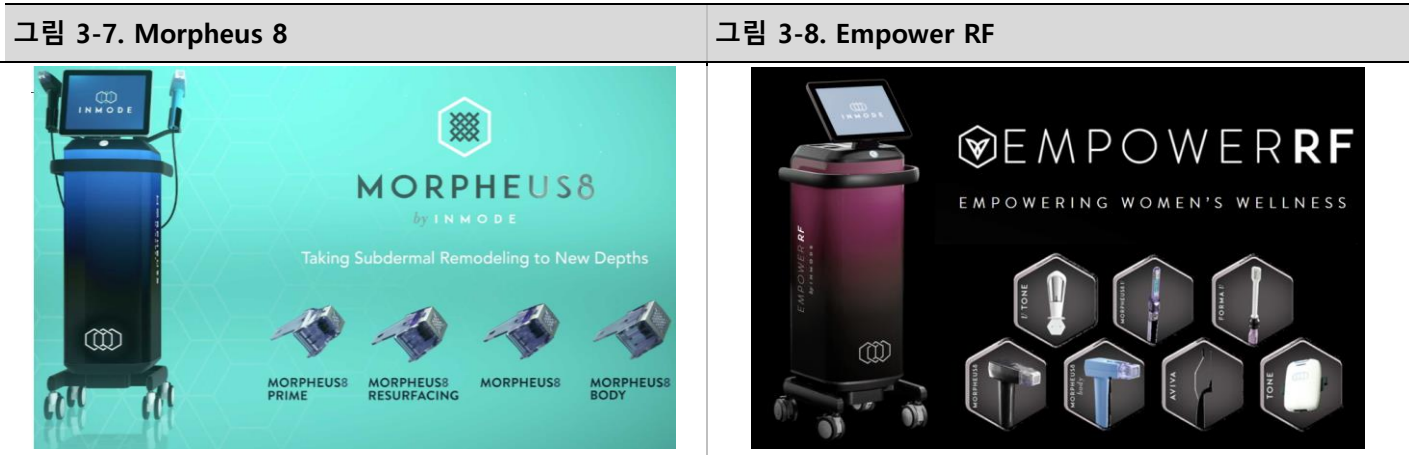 그림 3-7. Morpheus 8
그림 3-8. Empower RF
INMODE
MORPHEUS8
by INMODE
Taking Subdermal Remodeling to New Depths
MORPHEUS8
PRIME
MORPHEUS8
RESURFACING
MORPHEUS8
MORPHEUS8
BODY
INMODE
EMPOWER RF
by INMODE
EMPOWERRF
EMPOWERING WOMEN'S WELLNESS
V TONE
MORPHEUS8V
FORMA V
MORPHEUS8
MORPHEUS8
body
AVIVA
TONE